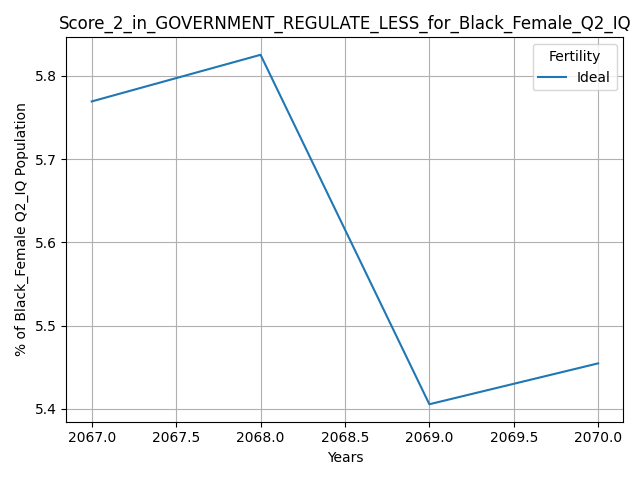 Score_2_in_GOVERNMENT_REGULATE_LESS_for_Black_Female_Q2_IQ
Fertility
Ideal
% of Black_Female Q2_IQ Population
5.8
5.7
5.6
5.5
5.4
2067.0 2067.5 2068.0 2068.5 2069.0 2069.5 2070.0
Years